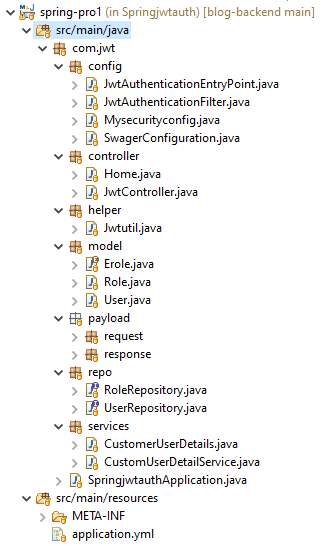 spring-pro1 (in Springjwtauth) [blog-backend main]
src/main/java
com.jwt
config
JwtAuthenticationEntryPoint.java
JwtAuthenticationFilter.java
Mysecurityconfig.java
SwagerConfiguration.java
controller
Home.java
JwtController.java
helper
Jwtutil.java
model
Erole.java
Role.java
User.java
payload
request
response
repo
RoleRepository.java
UserRepository.java
services
CustomerUserDetails.java
CustomUserDetailService.java
SpringjwtauthApplication.java
src/main/resources
META-INF
application.yml